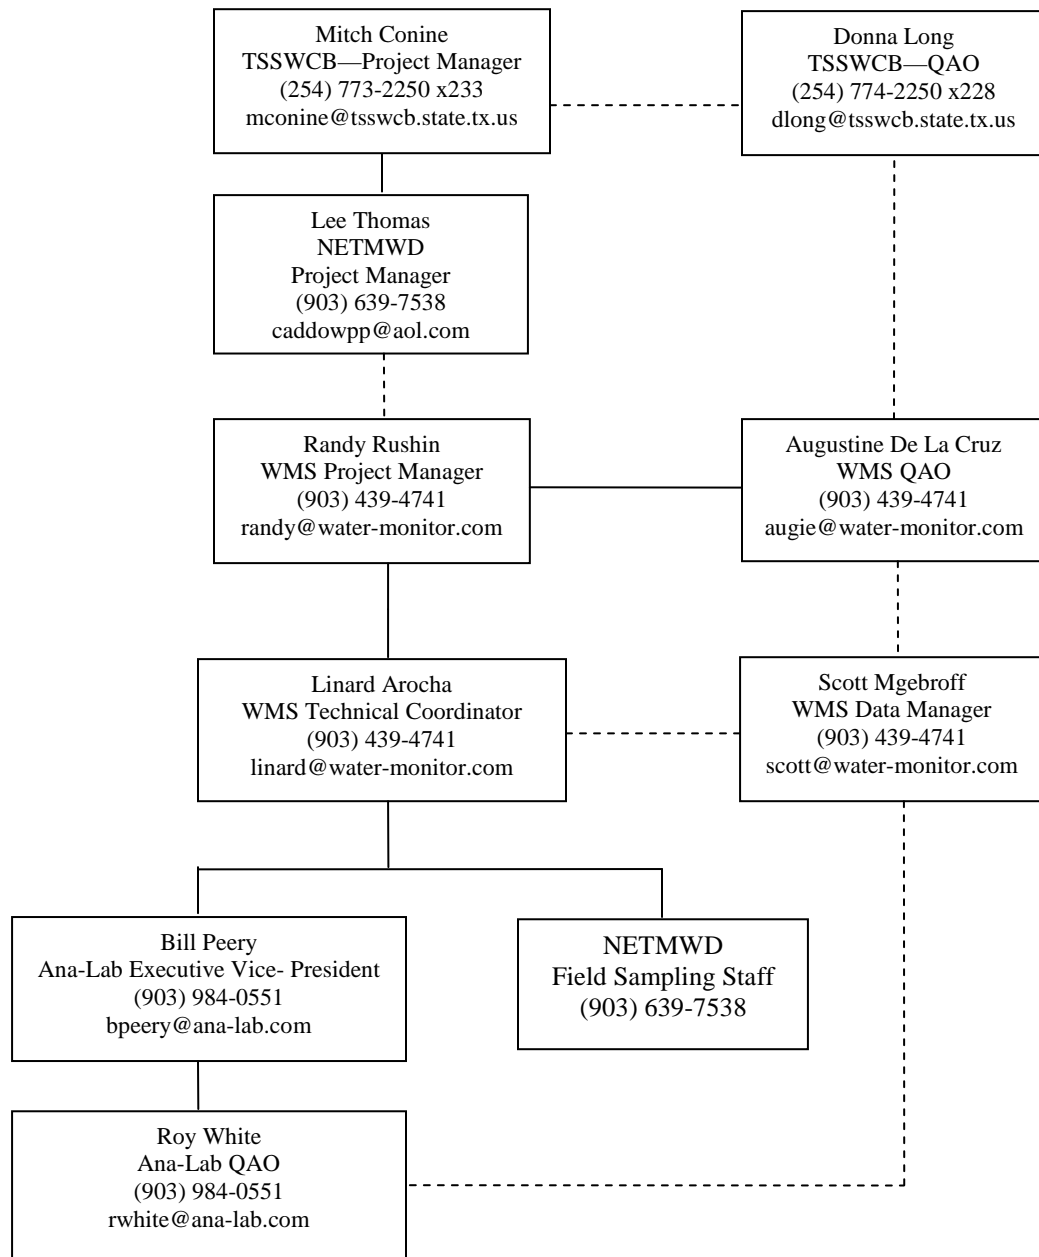 Mitch Conine
TSSWCB—Project Manager
(254) 773-2250 x233
mconine@tsswcb.state.tx.us
Donna Long
TSSWCB—QAO
(254) 774-2250 x228
dlong@tsswcb.state.tx.us
Lee Thomas
NETMWD
Project Manager
(903) 639-7538
caddowpp@aol.com
Randy Rushin
WMS Project Manager
(903) 439-4741
randy@water-monitor.com
Augustine De La Cruz
WMS QAO
(903) 439-4741
augie@water-monitor.com
Linard Arocha
WMS Technical Coordinator
(903) 439-4741
linard@water-monitor.com
Scott Mgebroff
WMS Data Manager
(903) 439-4741
scott@water-monitor.com
Bill Peery
Ana-Lab Executive Vice- President
(903) 984-0551
bpeery@ana-lab.com
NETMWD
Field Sampling Staff
(903) 639-7538
Roy White
Ana-Lab QAO
(903) 984-0551
rwhite@ana-lab.com